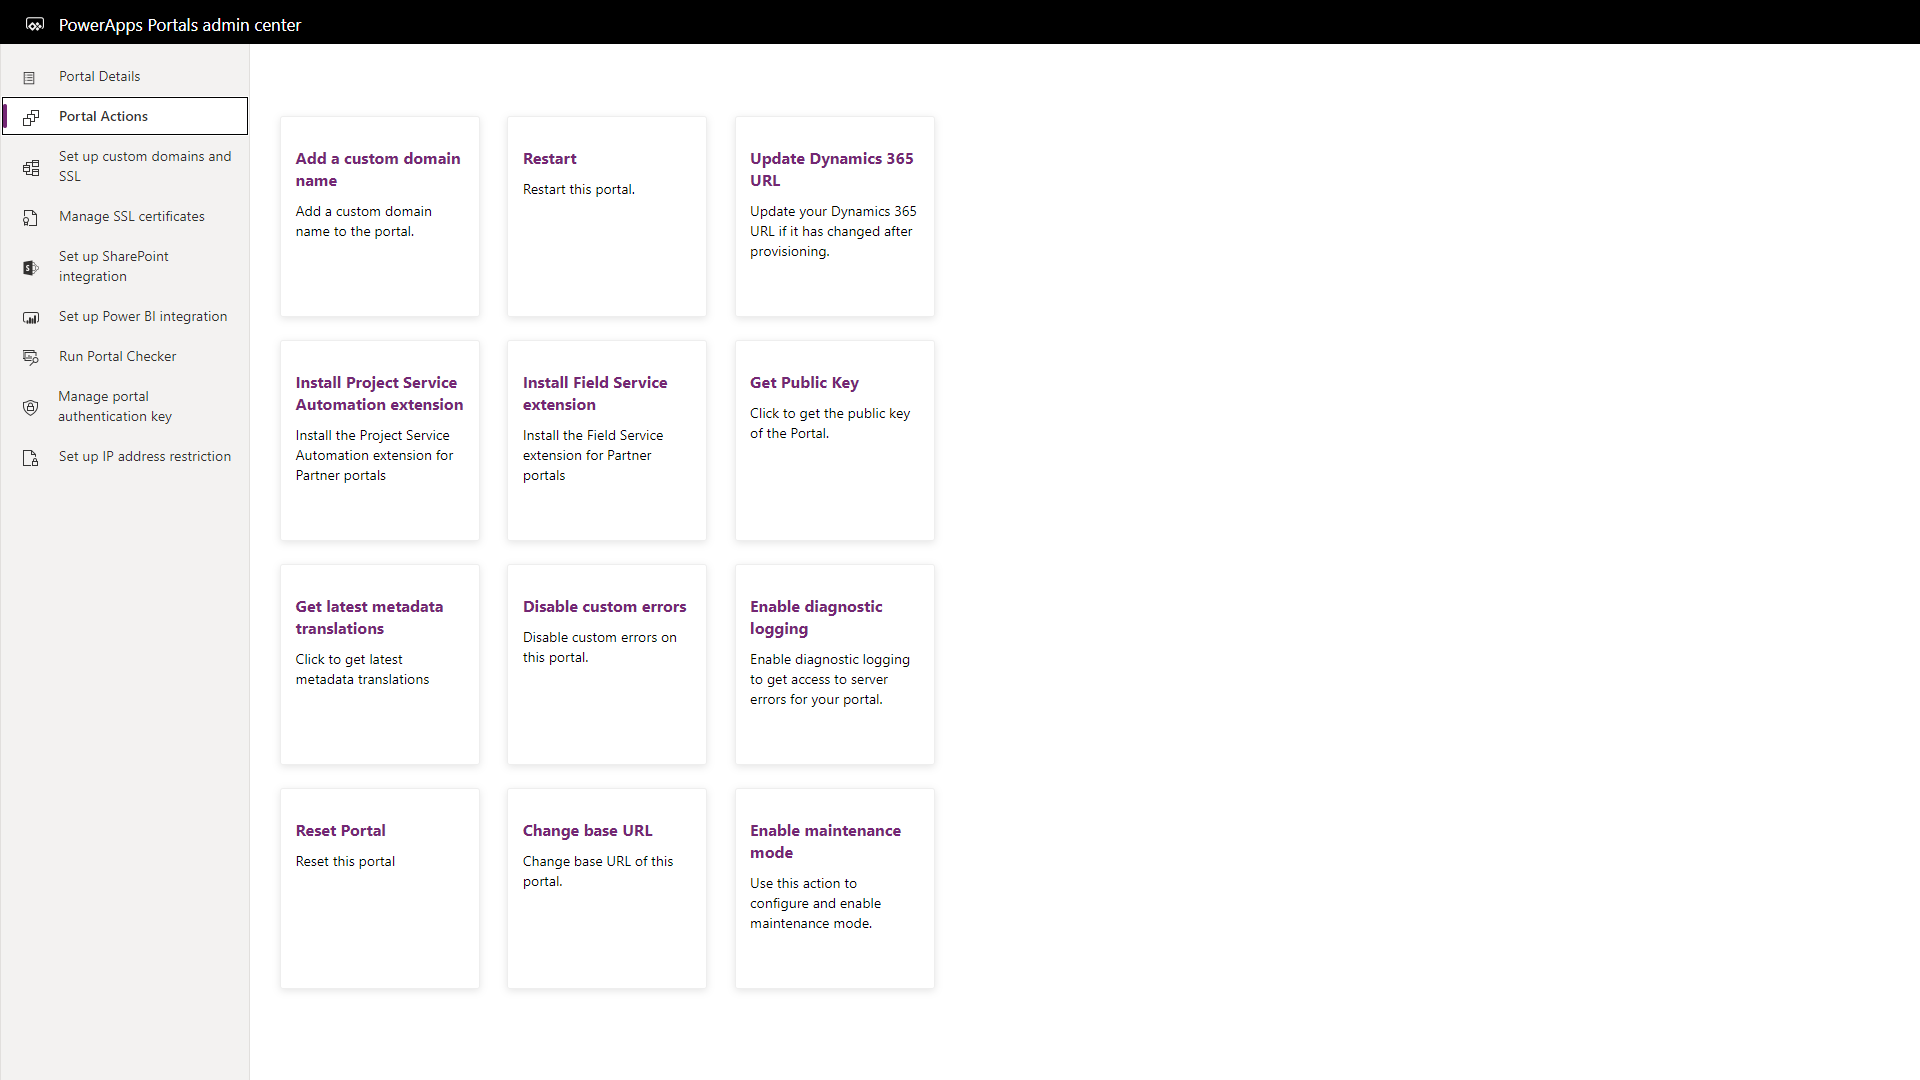 PowerApps Portals admin center
Portal Details
Portal Actions
Set up custom domains and
SSL
Manage SSL certificates
Set up SharePoint
integration
Set up Power BI integration
Run Portal Checker
Manage portal
authentication key
Set up IP address restriction
Add a custom domain
name
Add a custom domain
name to the portal.
Restart
Restart this portal.
Update Dynamics 365
URL
Update your Dynamics 365
URL if it has changed after
provisioning.
Install Project Service
Automation extension
Install the Project Service
Automation extension for
Partner portals
Install Field Service
extension
Install the Field Service
extension for Partner
portals
Get Public Key
Click to get the public key
of the Portal.
Get latest metadata
translations
Click to get latest
metadata translations
Disable custom errors
Disable custom errors on
this portal.
Enable diagnostic
logging
Enable diagnostic logging
to get access to server
errors for your portal.
Reset Portal
Reset this portal
Change base URL
Change base URL of this
portal.
Enable maintenance
mode
Use this action to
configure and enable
maintenance mode.